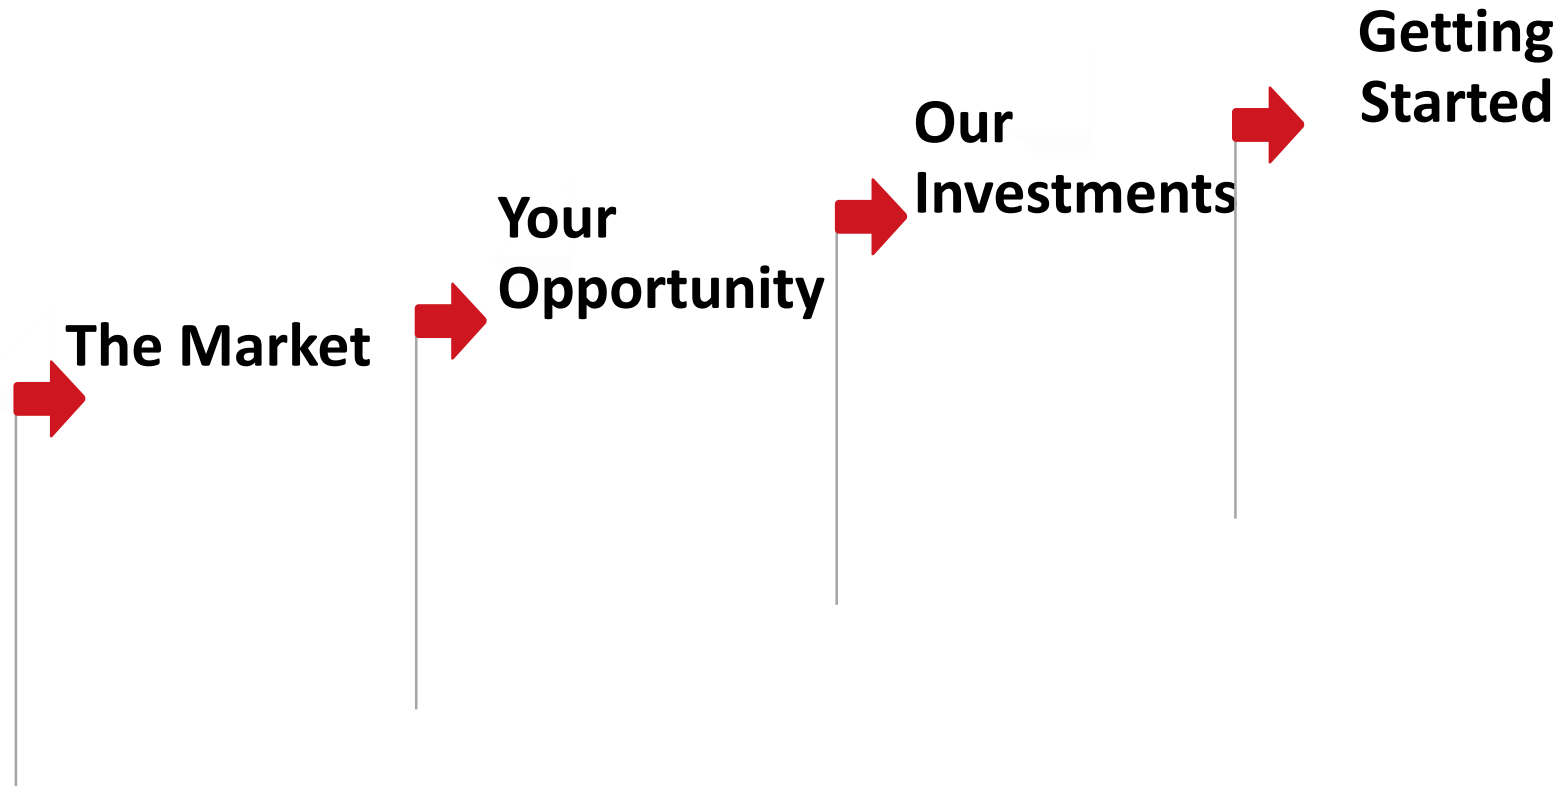 The Market
Your
Opportunity
Our
Investments
Getting
Started